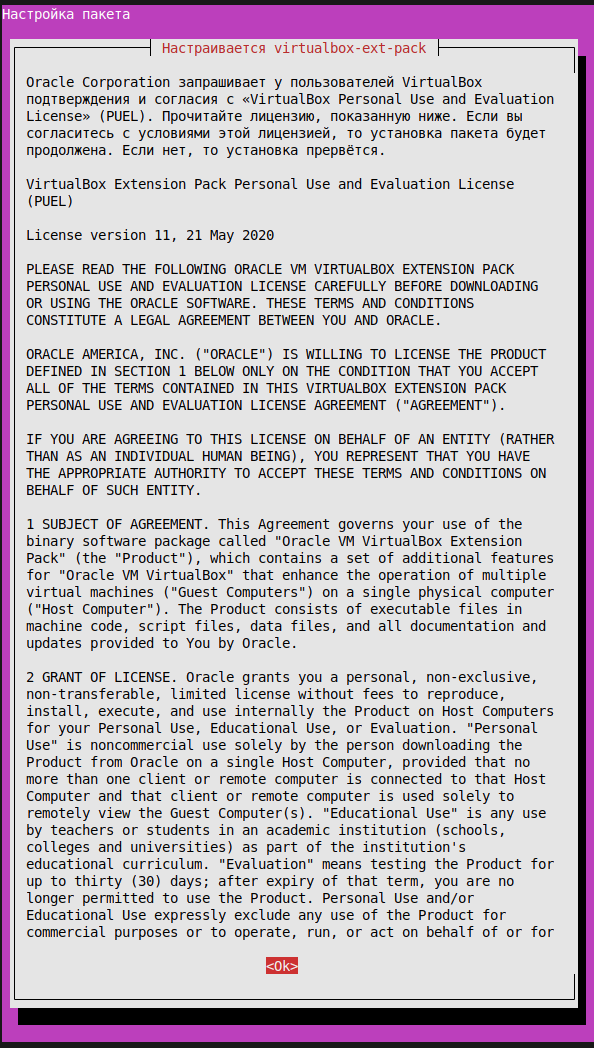 Настройка пакета
Настраивается virtualbox-ext-pack
Oracle Corporation запрашивает у пользователей VirtualBox
подтверждения и согласия с «VirtualBox Personal Use and Evaluation
License» (PUEL). Прочитайте лицензию, показанную ниже. Если вы
согласитесь с условиями этой лицензией, то установка пакета будет
продолжена. Если нет, то установка прервётся.
VirtualBox Extension Pack Personal Use and Evaluation License
(PUEL)
License version 11, 21 May 2020
PLEASE READ THE FOLLOWING ORACLE VM VIRTUALBOX EXTENSION PACK
PERSONAL USE AND EVALUATION LICENSE CAREFULLY BEFORE DOWNLOADING
OR USING THE ORACLE SOFTWARE. THESE TERMS AND CONDITIONS
CONSTITUTE A LEGAL AGREEMENT BETWEEN YOU AND ORACLE.
ORACLE AMERICA, INC. ("ORACLE") IS WILLING TO LICENSE THE PRODUCT
DEFINED IN SECTION 1 BELOW ONLY ON THE CONDITION THAT YOU ACCEPT
ALL OF THE TERMS CONTAINED IN THIS VIRTUALBOX EXTENSION PACK
PERSONAL USE AND EVALUATION LICENSE AGREEMENT ("AGREEMENT").
IF YOU ARE AGREEING TO THIS LICENSE ON BEHALF OF AN ENTITY (RATHER
THAN AS AN INDIVIDUAL HUMAN BEING), YOU REPRESENT THAT YOU HAVE
THE APPROPRIATE AUTHORITY TO ACCEPT THESE TERMS AND CONDITIONS ON
BEHALF OF SUCH ENTITY.
1 SUBJECT OF AGREEMENT. This Agreement governs your use of the
binary software package called "Oracle VM VirtualBox Extension
Pack" (the "Product"), which contains a set of additional features
for "Oracle VM VirtualBox" that enhance the operation of multiple
virtual machines ("Guest Computers") on a single physical computer
("Host Computer"). The Product consists of executable files in
machine code, script files, data files, and all documentation and
updates provided to You by Oracle.
2 GRANT OF LICENSE. Oracle grants you a personal, non-exclusive,
non-transferable, limited license without fees to reproduce,
install, execute, and use internally the Product on Host Computers
for your Personal Use, Educational Use, or Evaluation. "Personal
Use" is noncommercial use solely by the person downloading the
Product from Oracle on a single Host Computer, provided that no
more than one client or remote computer is connected to that Host
Computer and that client or remote computer is used solely to
remotely view the Guest Computer(s). "Educational Use" is any use
by teachers or students in an academic institution (schools,
colleges and universities) as part of the institution's
educational curriculum. "Evaluation" means testing the Product for
up to thirty (30) days; after expiry of that term, you are no
longer permitted to use the Product. Personal Use and/or
Educational Use expressly exclude any use of the Product for
commercial purposes or to operate, run, or act on behalf of or for
<Ok>